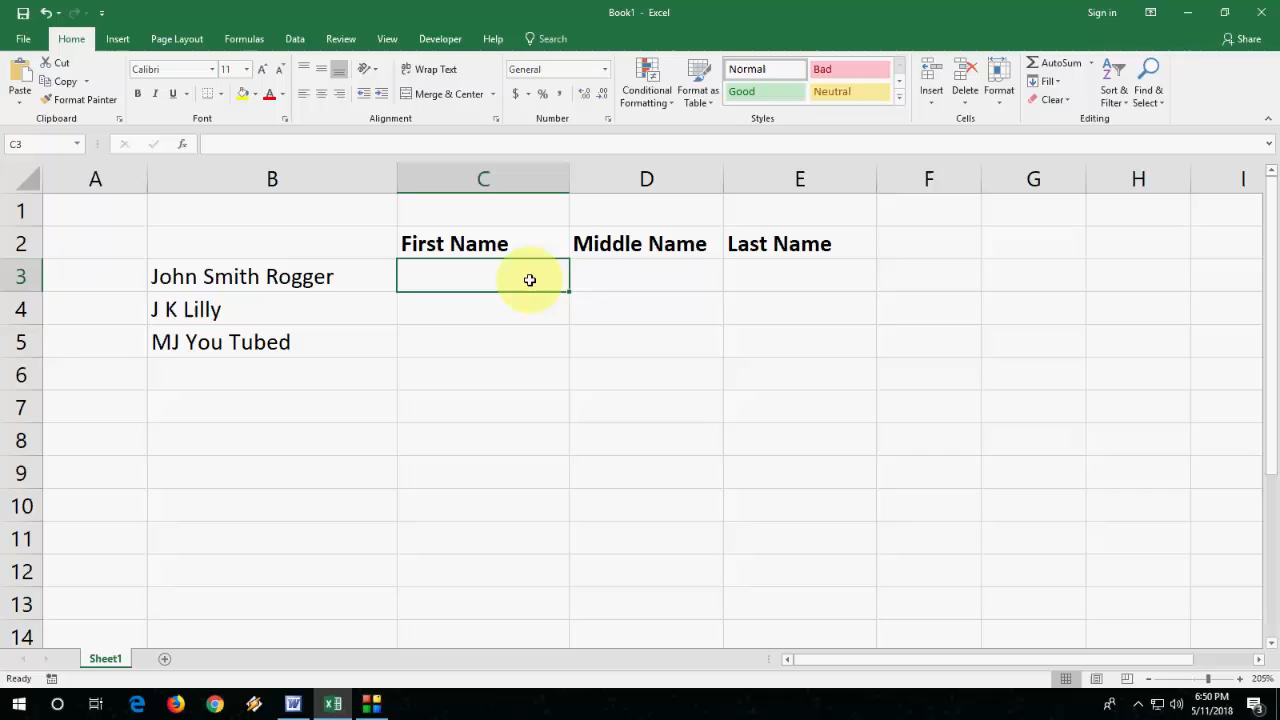 Book1 - Excel
Sign in
File Home Insert Page Layout Formulas Data Review View Developer Help Search Share
Paste
Cut
Copy
Format Painter
Clipboard
Calibri 11
B I U
Font
Wrap Text
Merge & Center
Alignment
General
$ % ,
Number
Conditional Formatting
Format as Table
Normal Bad
Good Neutral
Styles
Insert Delete Format
Cells
AutoSum
Fill
Clear
Sort & Filter
Find & Select
Editing
C3 fx
A B C D E F G H I
1
2 First Name Middle Name Last Name
3 John Smith Rogger
4 J K Lilly
5 MJ You Tubed
6
7
8
9
10
11
12
13
14
Sheet1
Ready 205%
6:50 PM
5/11/2018